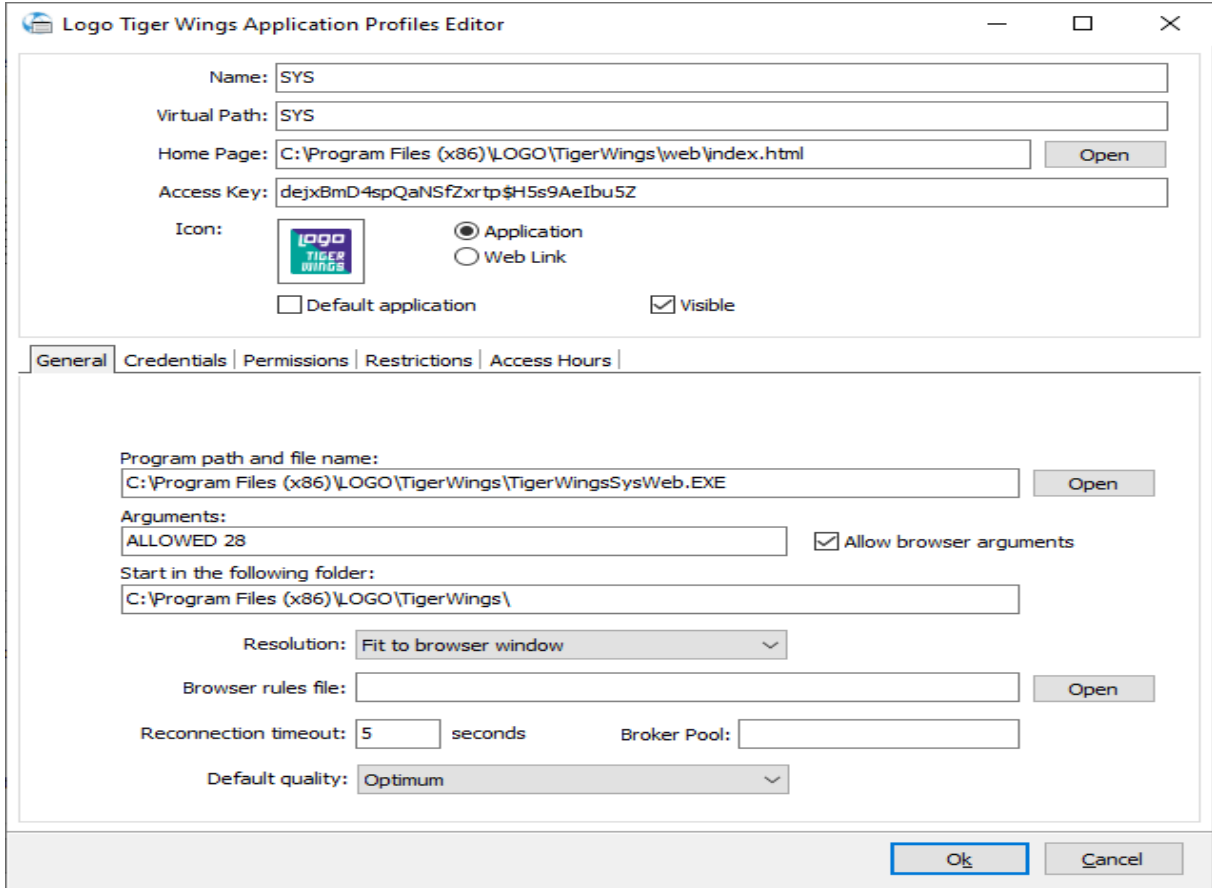 Logo Tiger Wings Application Profiles Editor
Name: SYS
Virtual Path: SYS
Home Page: C:\Program Files (x86)\LOGO\TigerWings\web\index.html Open
Access Key: dejxBmD4spQaNSfZxrtp$H5s9AeIbu5Z
Icon: LOGO TIGER WINGS Application
Web Link
Default application Visible
General Credentials Permissions Restrictions Access Hours
Program path and file name:
C:\Program Files (x86)\LOGO\TigerWings\TigerWingsSysWeb.EXE Open
Arguments:
ALLOWED 28 Allow browser arguments
Start in the following folder:
C:\Program Files (x86)\LOGO\TigerWings\
Resolution: Fit to browser window
Browser rules file: Open
Reconnection timeout: 5 seconds Broker Pool:
Default quality: Optimum
Ok Cancel